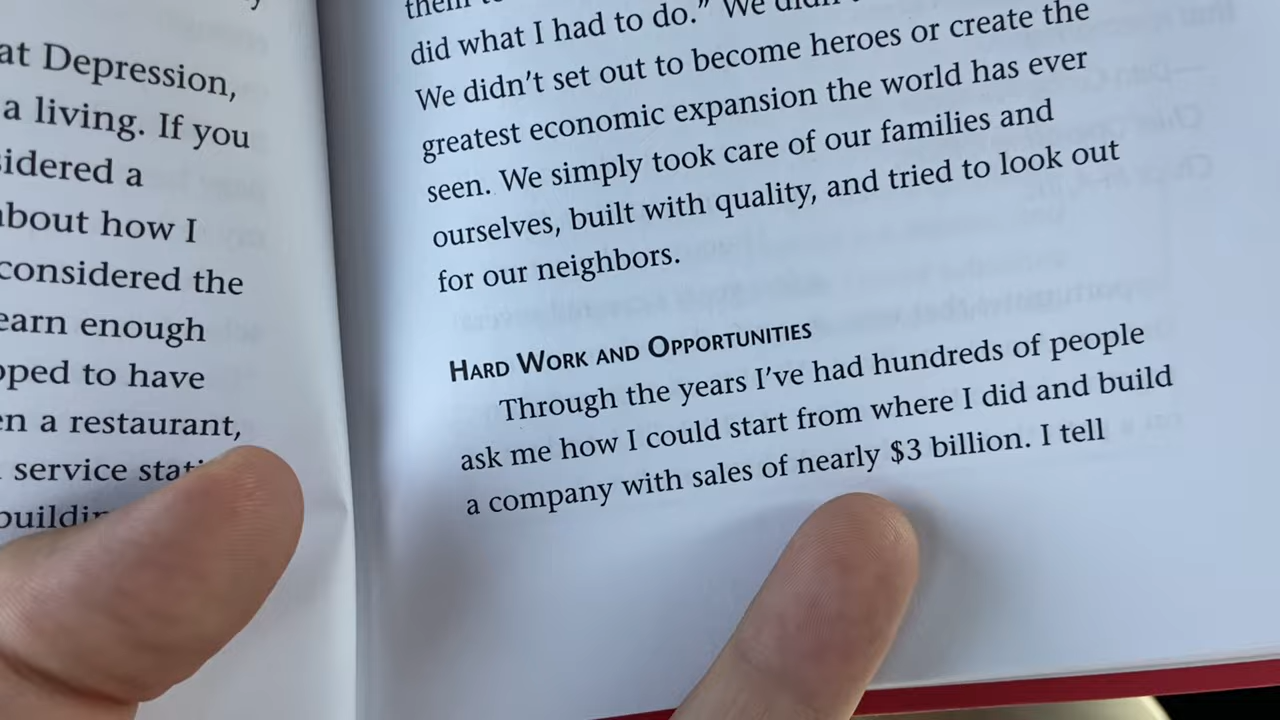 at Depression,
a living. If you
sidered a
about how I
considered the
earn enough
oped to have
en a restaurant,
service
them
did what I had to do." We
We didn't set out to become heroes or create the
greatest economic expansion the world has ever
seen. We simply took care of our families and
ourselves, built with quality, and tried to look out
for our neighbors.
HARD WORK AND OPPORTUNITIES
Through the years I've had hundreds of people
ask me how I could start from where I did and build
a company with sales of nearly $3 billion. I tell